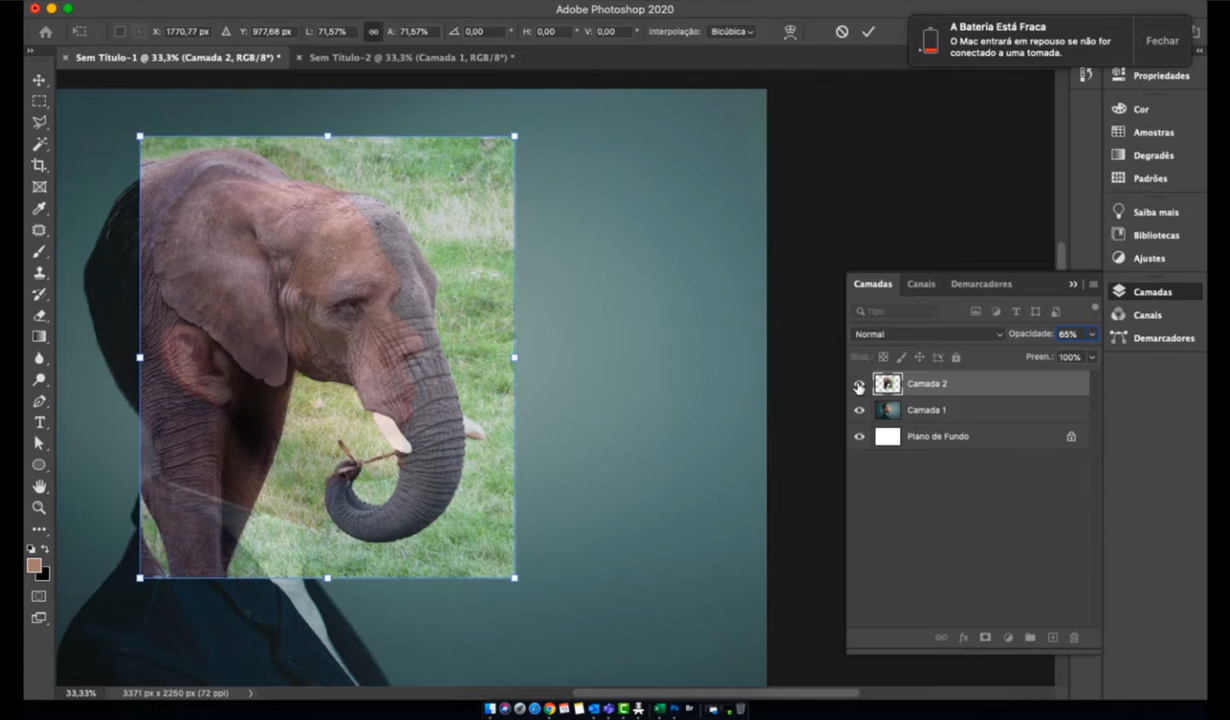 Adobe Photoshop 2020
X: 1770,77 px Y: 977,68 px L: 71,57% A: 71,57% 0,00 ° H: 0,00 ° V: 0,00 ° Interpolação: Bicúbica
A Bateria Está Fraca
O Mac entrará em repouso se não for
conectado a uma tomada.
Fechar
Sem Título-1 @ 33,3% (Camada 2, RGB/8*) *
Sem Título-2 @ 33,3% (Camada 1, RGB/8*) *
Propriedades
Cor
Amostras
Degradês
Padrões
Saiba mais
Bibliotecas
Ajustes
Camadas
Canais
Demarcadores
Camadas Canais Demarcadores
Tipo
Normal Opacidade: 65%
Bloq.: Preen.: 100%
Camada 2
Camada 1
Plano de Fundo
33,33% 3371 px x 2250 px (72 ppi)